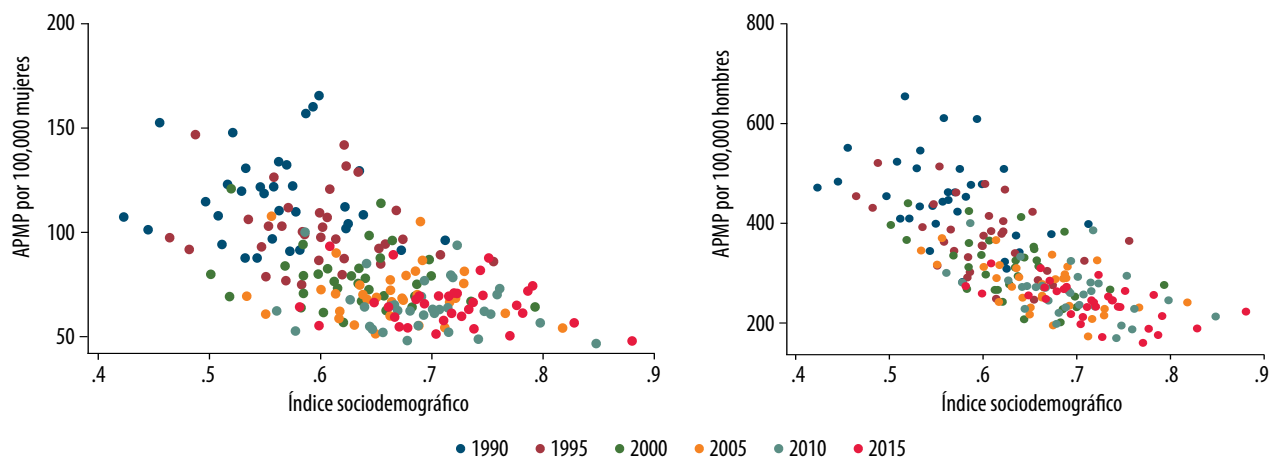 APMP por 100,000 mujeres
200
150
100
50
.4 .5 .6 .7 .8 .9
Índice sociodemográfico
APMP por 100,000 hombres
800
600
400
200
.4 .5 .6 .7 .8 .9
Índice sociodemográfico
1990 1995 2000 2005 2010 2015